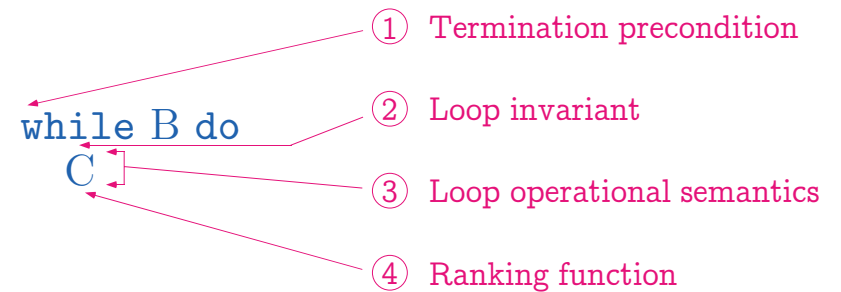 ① Termination precondition
② Loop invariant
while B do
C
③ Loop operational semantics
④ Ranking function